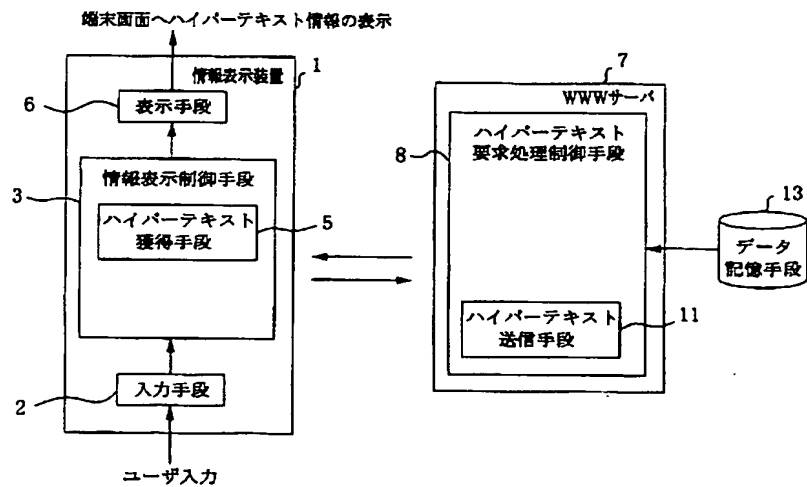 端末画面へハイパーテキスト情報の表示
1
情報表示装置
6
表示手段
3
情報表示制御手段
ハイパーテキスト
獲得手段
5
2
入力手段
ユーザ入力
7
WWWサーバ
8
ハイパーテキスト
要求処理制御手段
ハイパーテキスト
送信手段
11
13
データ
記憶手段